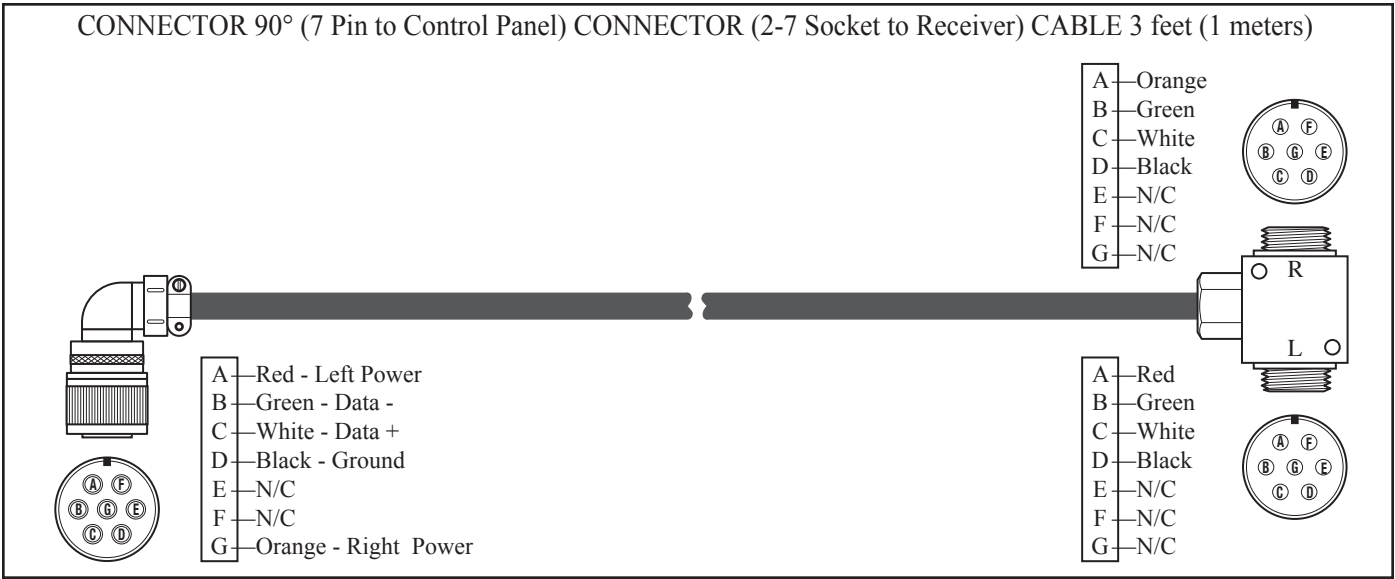 CONNECTOR 90° (7 Pin to Control Panel) CONNECTOR (2-7 Socket to Receiver) CABLE 3 feet (1 meters)
A Orange
B Green
C White
D Black
E N/C
F N/C
G N/C
A F
B G E
C D
R
L
A Red - Left Power
B Green - Data -
C White - Data +
D Black - Ground
E N/C
F N/C
G Orange - Right Power
A F
B G E
C D
A Red
B Green
C White
D Black
E N/C
F N/C
G N/C
A F
B G E
C D